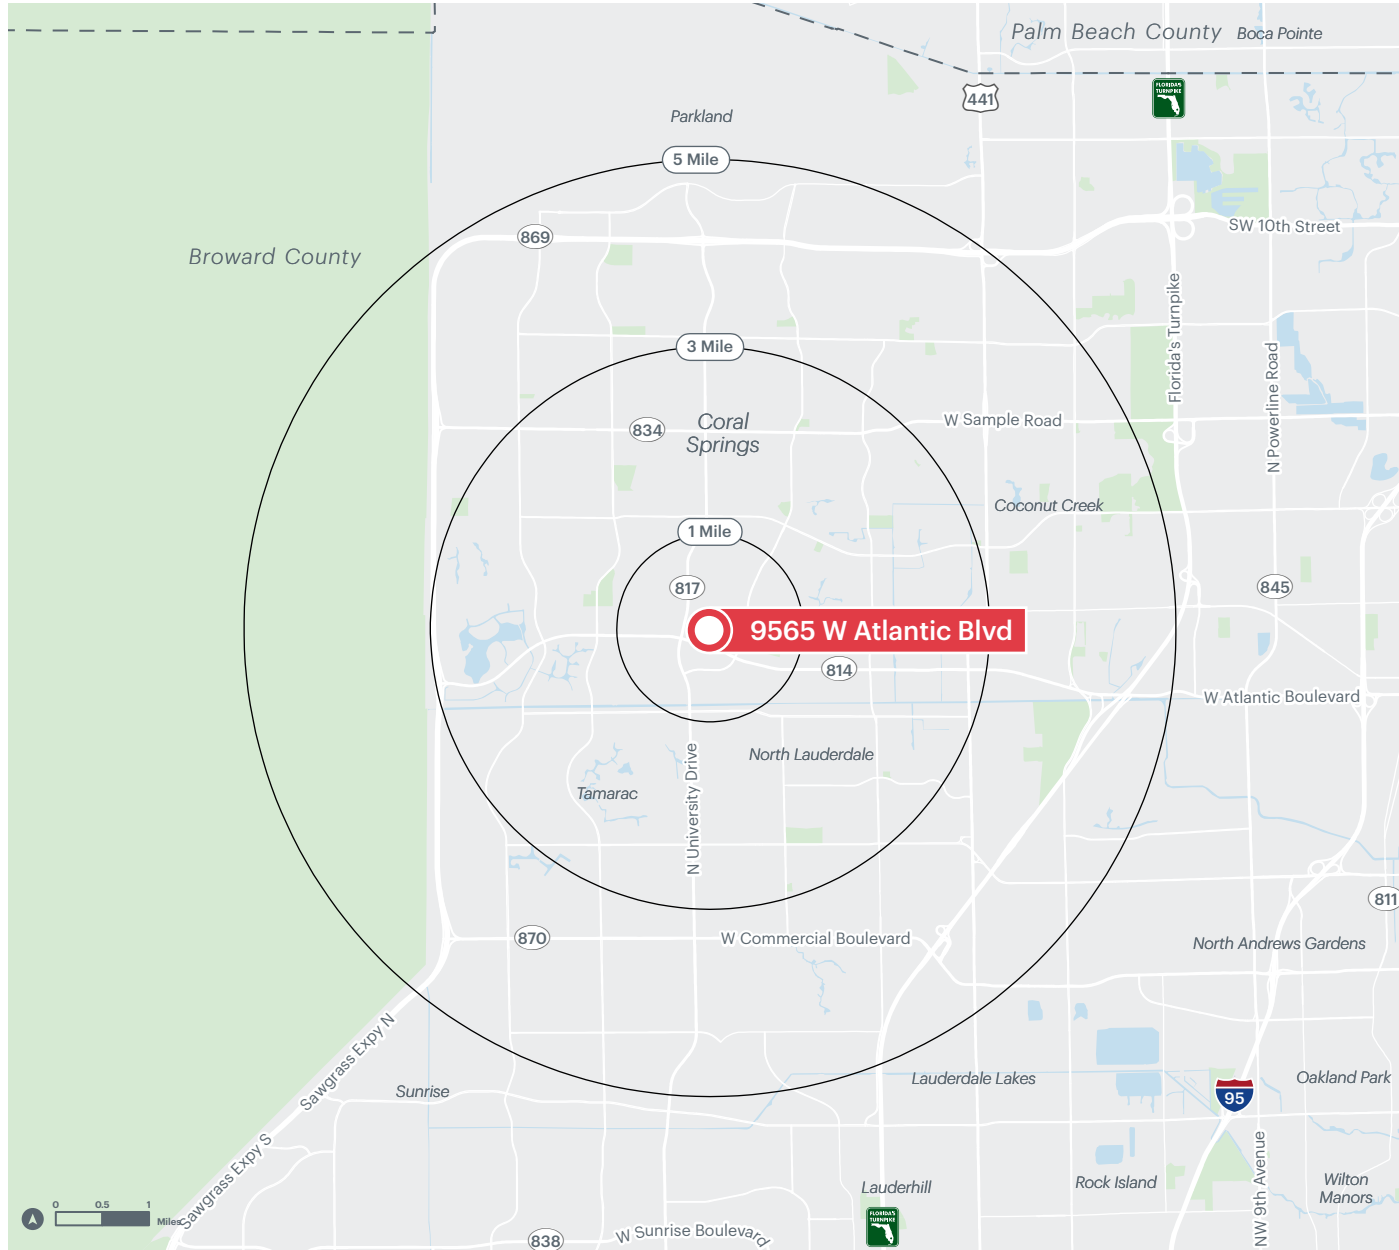 Palm Beach County
Boca Pointe
FLORIDA'S
TURNPIKE
441
Parkland
5 Mile
SW 10th Street
869
Broward County
Florida's Turnpike
N Powerline Road
3 Mile
W Sample Road
834
Coral
Springs
Coconut Creek
1 Mile
817
845
9565 W Atlantic Blvd
814
W Atlantic Boulevard
North Lauderdale
N University Drive
Tamarac
811
870
W Commercial Boulevard
North Andrews Gardens
Sawgrass Expy N
Sunrise
Lauderdale Lakes
Oakland Park
95
Sawgrass Expy S
NW 9th Avenue
Rock Island
Lauderhill
Wilton
Manors
0 0.5 1
Miles
FLORIDA'S
TURNPIKE
838
W Sunrise Boulevard